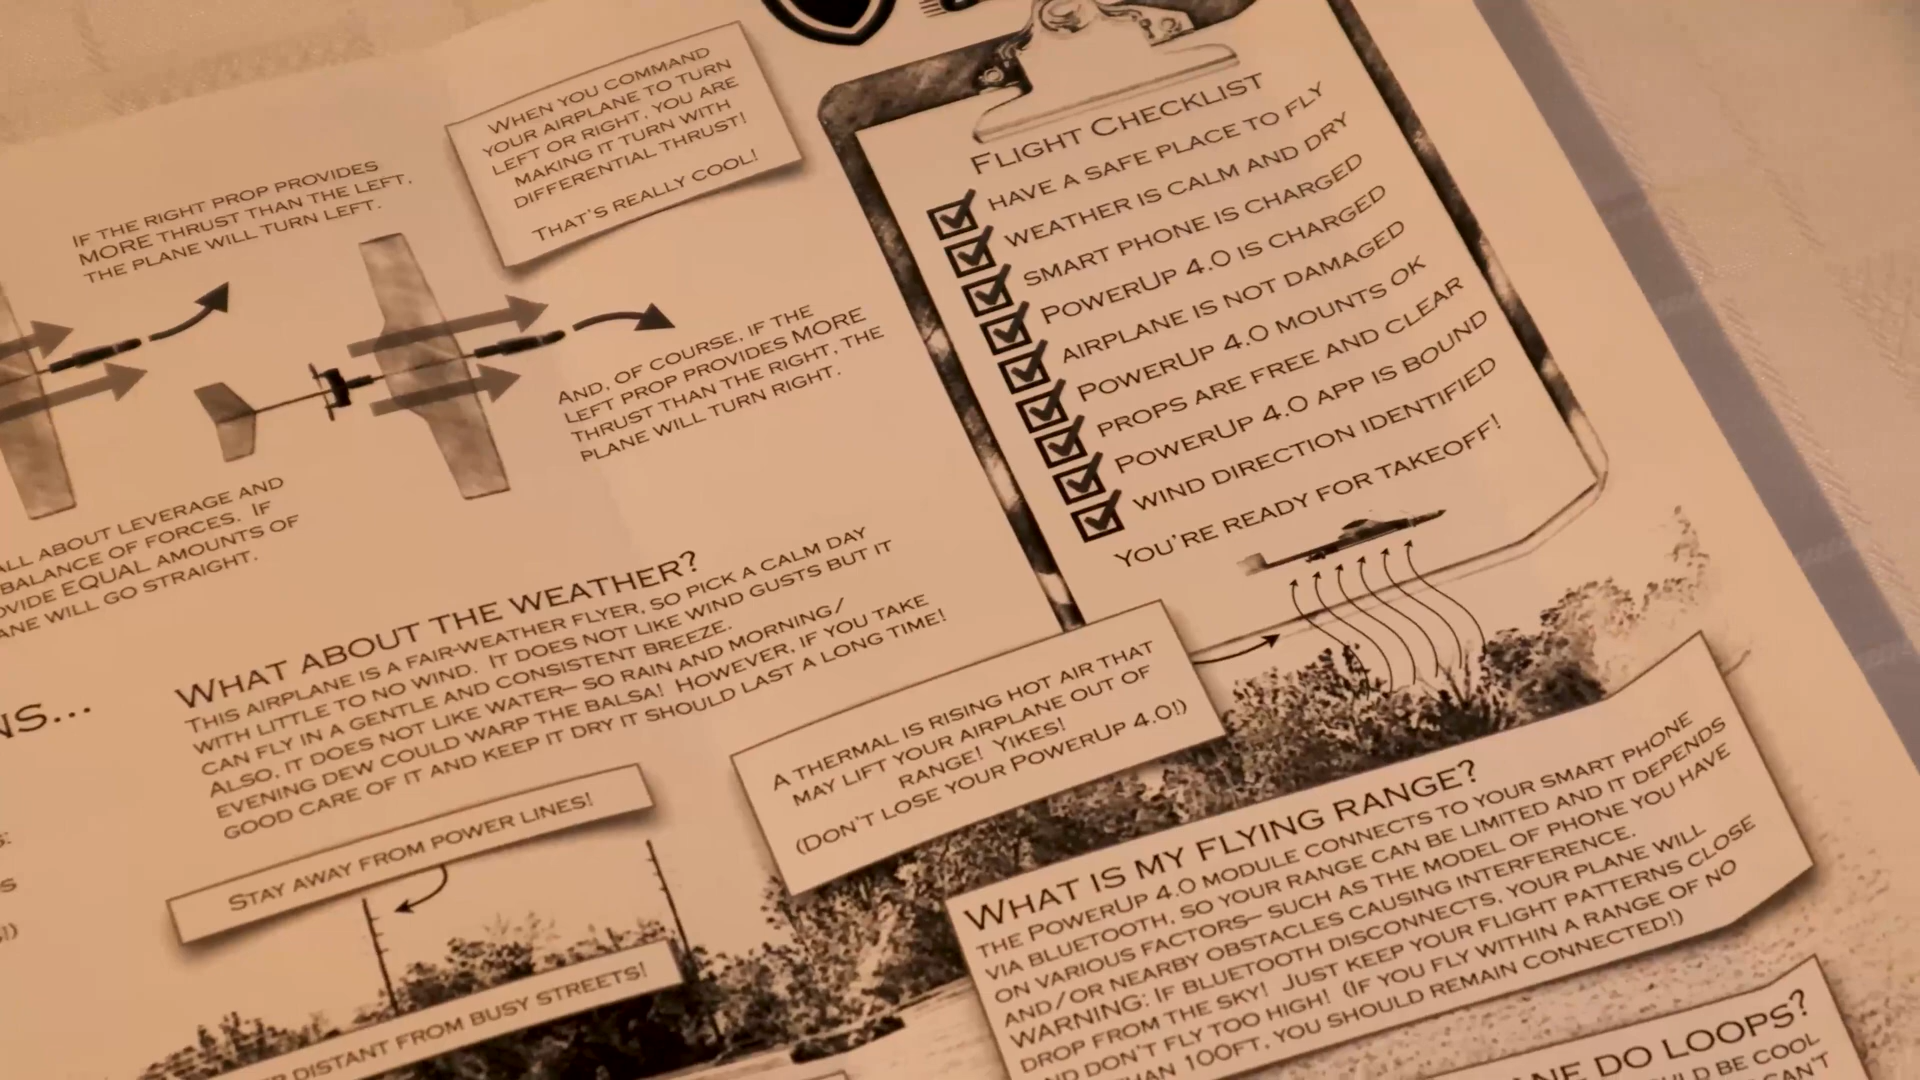 WHEN YOU COMMAND
YOUR AIRPLANE TO TURN
LEFT OR RIGHT, YOU ARE
MAKING IT TURN WITH
DIFFERENTIAL THRUST!
THAT'S REALLY COOL!
IF THE RIGHT PROP PROVIDES
MORE THRUST THAN THE LEFT,
THE PLANE WILL TURN LEFT.
AND, OF COURSE, IF THE
LEFT PROP PROVIDES MORE
THRUST THAN THE RIGHT, THE
PLANE WILL TURN RIGHT.
ALL ABOUT LEVERAGE AND
BALANCE OF FORCES. IF
EQUAL AMOUNTS OF
WILL GO STRAIGHT.
FLIGHT CHECKLIST
HAVE A SAFE PLACE TO FLY
WEATHER IS CALM AND DRY
SMART PHONE IS CHARGED
POWERUP 4.0 IS CHARGED
AIRPLANE IS NOT DAMAGED
POWERUP 4.0 MOUNTS OK
PROPS ARE FREE AND CLEAR
POWERUP 4.0 APP IS BOUND
WIND DIRECTION IDENTIFIED
YOU'RE READY FOR TAKEOFF!
WHAT ABOUT THE WEATHER?
THIS AIRPLANE IS A FAIR-WEATHER FLYER, SO PICK A CALM DAY
WITH LITTLE TO NO WIND. IT DOES NOT LIKE WIND GUSTS BUT IT
CAN FLY IN A GENTLE AND CONSISTENT BREEZE.
ALSO, IT DOES NOT LIKE WATER– SO RAIN AND MORNING/
EVENING DEW COULD WARP THE BALSA! HOWEVER, IF YOU TAKE
GOOD CARE OF IT AND KEEP IT DRY IT SHOULD LAST A LONG TIME!
A THERMAL IS RISING HOT AIR THAT
MAY LIFT YOUR AIRPLANE OUT OF
RANGE! YIKES!
(DON'T LOSE YOUR POWERUP 4.0!)
STAY AWAY FROM POWER LINES!
DISTANT FROM BUSY STREETS!
WHAT IS MY FLYING RANGE?
THE POWERUP 4.0 MODULE CONNECTS TO YOUR SMART PHONE
VIA BLUETOOTH, SO YOUR RANGE CAN BE LIMITED AND IT DEPENDS
ON VARIOUS FACTORS– SUCH AS THE MODEL OF PHONE YOU HAVE
AND/OR NEARBY OBSTACLES CAUSING INTERFERENCE.
WARNING: IF BLUETOOTH DISCONNECTS, YOUR PLANE WILL
DROP FROM THE SKY! JUST KEEP YOUR FLIGHT PATTERNS CLOSE
AND DON'T FLY TOO HIGH! (IF YOU FLY WITHIN A RANGE OF NO
THAN 100FT, YOU SHOULD REMAIN CONNECTED!)
DO LOOPS?
BE COOL
CAN'T